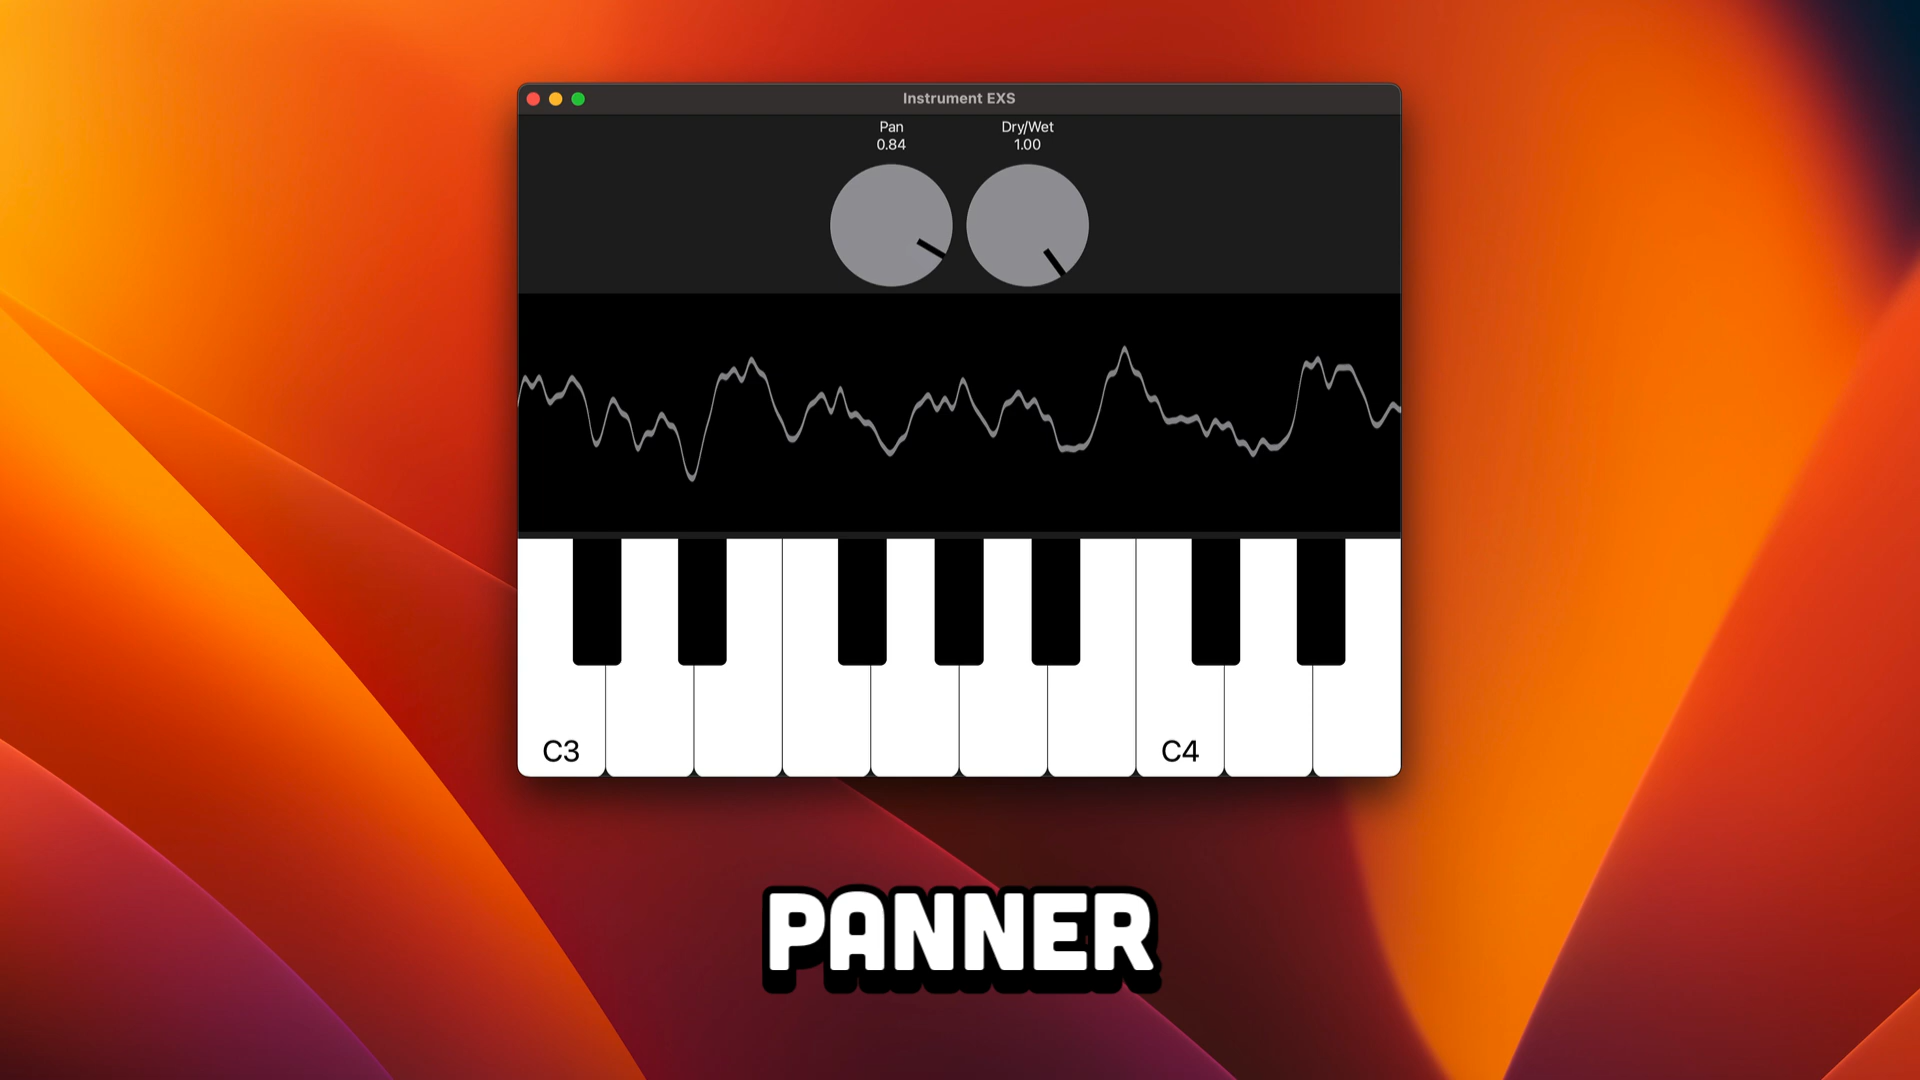 Instrument EXS
Pan
0.84
Dry/Wet
1.00
C3
C4
PANNER